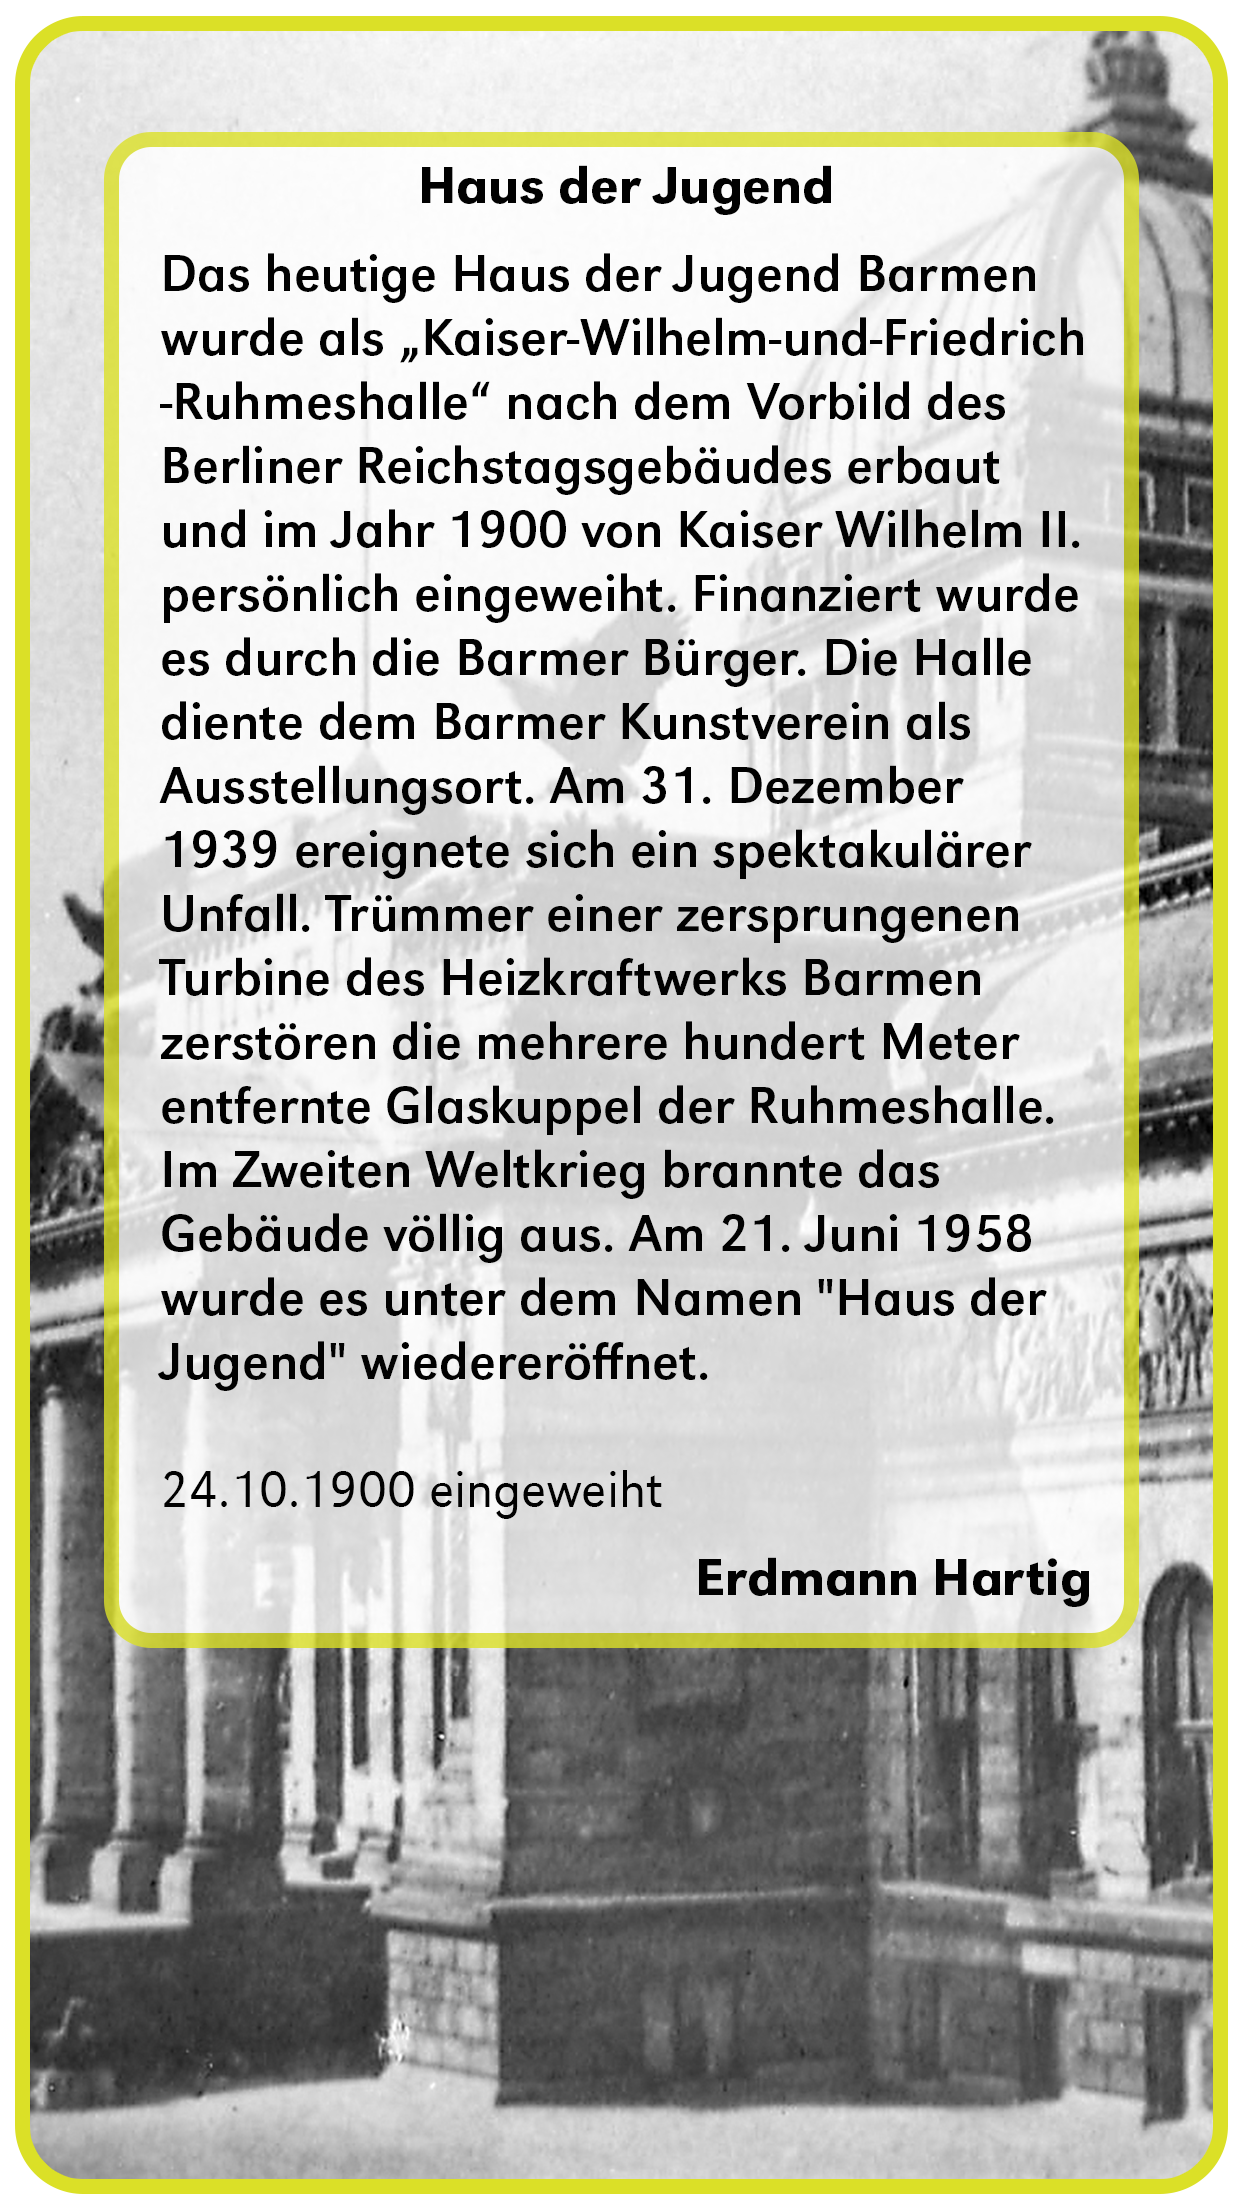 Haus der Jugend
Das heutige Haus der Jugend Barmen
wurde als „Kaiser-Wilhelm-und-Friedrich
-Ruhmeshalle“ nach dem Vorbild des
Berliner Reichstagsgebäudes erbaut
und im Jahr 1900 von Kaiser Wilhelm II.
persönlich eingeweiht. Finanziert wurde
es durch die Barmer Bürger. Die Halle
diente dem Barmer Kunstverein als
Ausstellungsort. Am 31. Dezember
1939 ereignete sich ein spektakulärer
Unfall. Trümmer einer zersprungenen
Turbine des Heizkraftwerks Barmen
zerstören die mehrere hundert Meter
entfernte Glaskuppel der Ruhmeshalle.
Im Zweiten Weltkrieg brannte das
Gebäude völlig aus. Am 21. Juni 1958
wurde es unter dem Namen "Haus der
Jugend" wiedereröffnet.
24.10.1900 eingeweiht
Erdmann Hartig